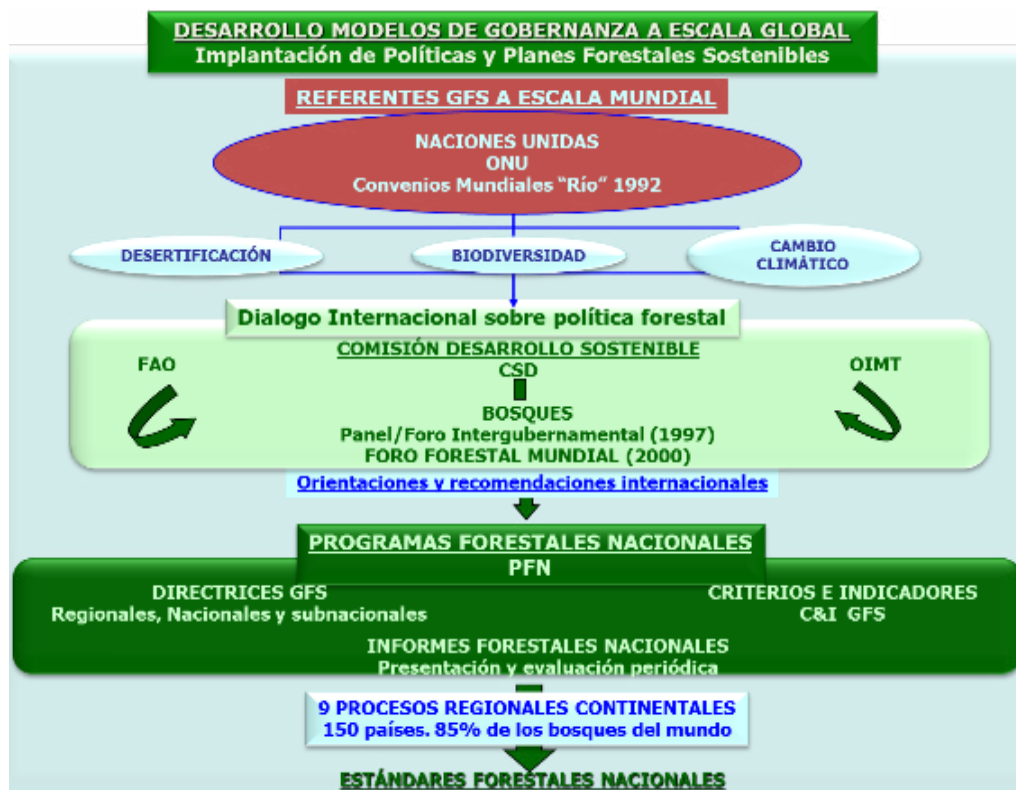 DESARROLLO MODELOS DE GOBERNANZA A ESCALA GLOBAL
Implantación de Políticas y Planes Forestales Sostenibles
REFERENTES GFS A ESCALA MUNDIAL
NACIONES UNIDAS
ONU
Convenios Mundiales “Río” 1992
DESERTIFICACIÓN
BIODIVERSIDAD
CAMBIO
CLIMÁTICO
Dialogo Internacional sobre política forestal
COMISIÓN DESARROLLO SOSTENIBLE
CSD
FAO
OIMT
BOSQUES
Panel/Foro Intergubernamental (1997)
FORO FORESTAL MUNDIAL (2000)
Orientaciones y recomendaciones internacionales
PROGRAMAS FORESTALES NACIONALES
PFN
DIRECTRICES GFS
Regionales, Nacionales y subnacionales
CRITERIOS E INDICADORES
C&I GFS
INFORMES FORESTALES NACIONALES
Presentación y evaluación periódica
9 PROCESOS REGIONALES CONTINENTALES
150 países. 85% de los bosques del mundo
ESTÁNDARES FORESTALES NACIONALES